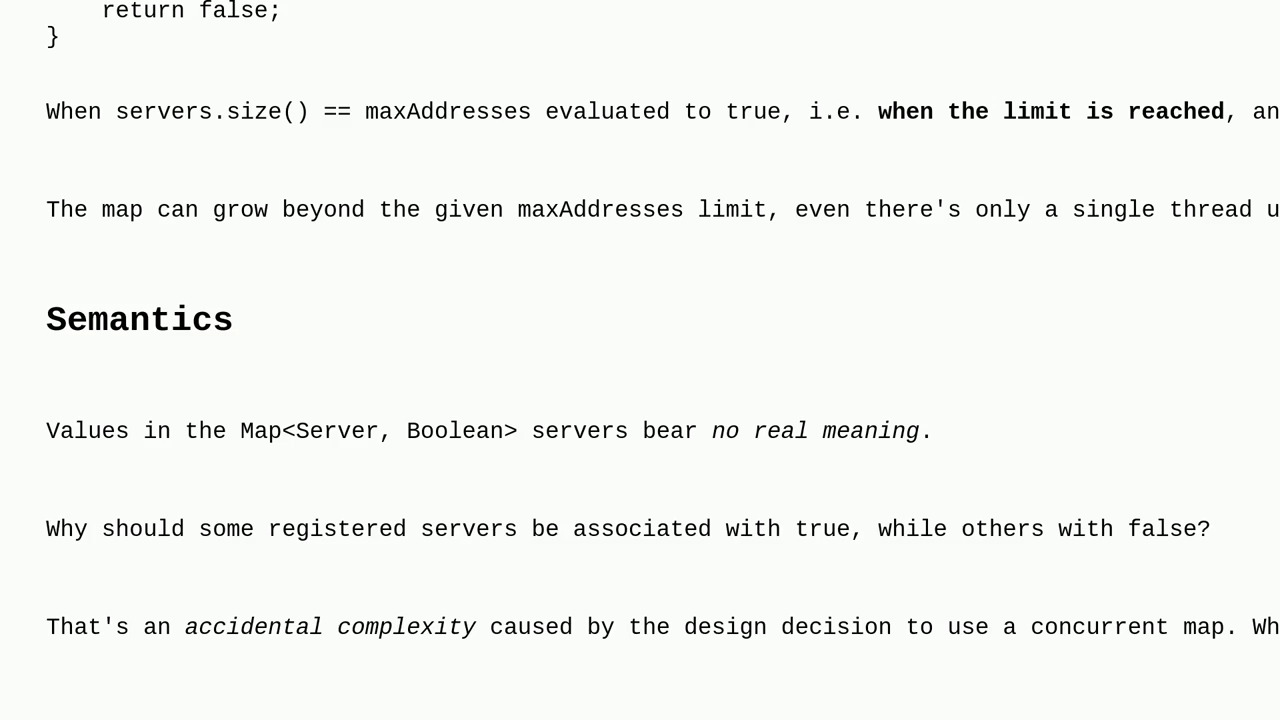 return false;
}
When servers.size() == maxAddresses evaluated to true, i.e. when the limit is reached, an
The map can grow beyond the given maxAddresses limit, even there's only a single thread u
Semantics
Values in the Map<Server, Boolean> servers bear no real meaning.
Why should some registered servers be associated with true, while others with false?
That's an accidental complexity caused by the design decision to use a concurrent map. Wh